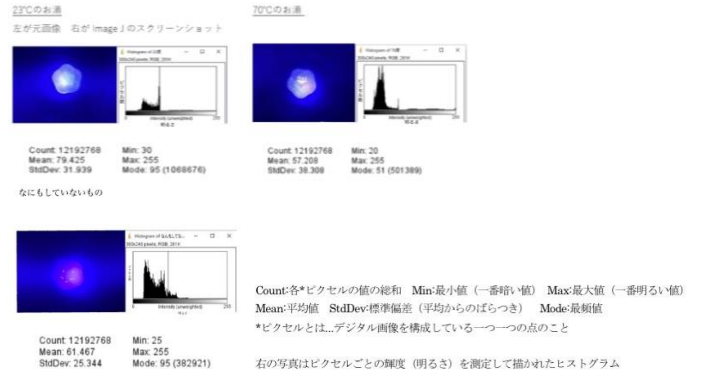 23℃のお湯
70℃のお湯
左が元画像 右が image J のスクリーンショット
Count: 12192768 Min: 30
Mean: 79.425 Max: 255
StdDev: 31.939 Mode: 95 (1068676)
Count: 12192768 Min: 20
Mean: 57.208 Max: 255
StdDev: 38.308 Mode: 51 (501389)
なにもしていないもの
Count: 12192768 Min: 25
Mean: 61.467 Max: 255
StdDev: 25.344 Mode: 95 (382921)
Count:各*ピクセルの値の総和 Min:最小値（一番暗い値） Max:最大値（一番明るい値）
Mean:平均値 StdDev:標準偏差（平均からのばらつき） Mode:最頻値
*ピクセルとは...デジタル画像を構成している一つ一つの点のこと
右の写真はピクセルごとの輝度（明るさ）を測定して描かれたヒストグラム